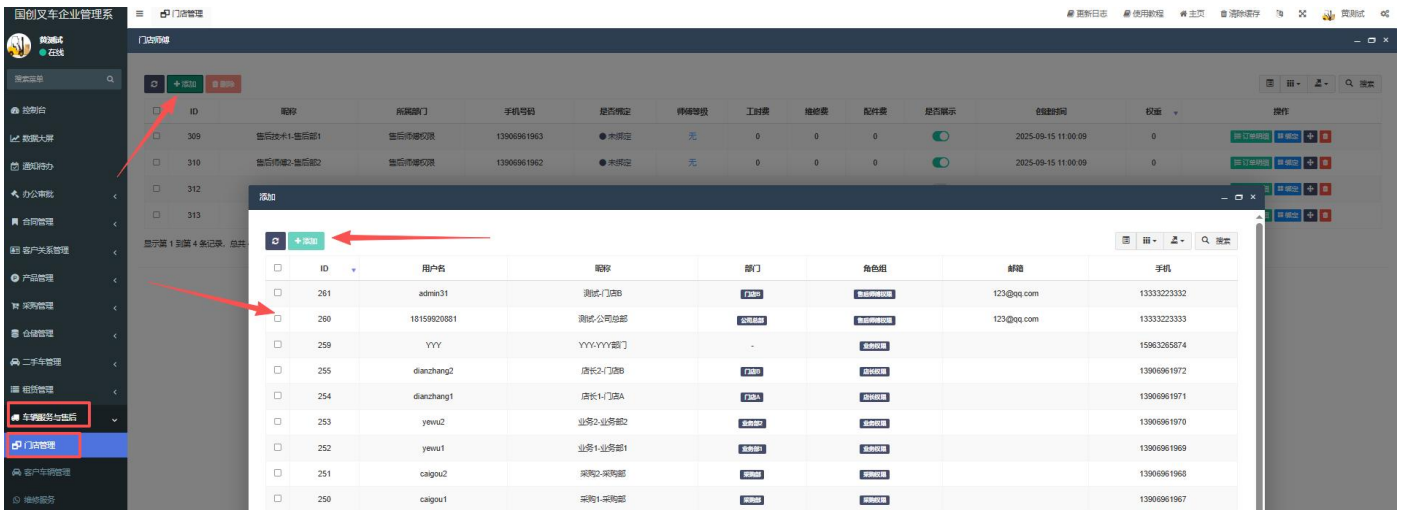 国创叉车企业管理系
门店管理
更新日志 使用教程 主页 清除缓存 黄测试
黄测试
在线
门店师傅
搜索菜单
添加 删除 搜索
控制台
数据大屏
通知待办
办公审批
合同管理
客户关系管理
产品管理
采购管理
仓储管理
二手车管理
租赁管理
车辆服务与售后
门店管理
客户车辆管理
维修服务
ID 昵称 所属部门 手机号码 是否绑定 师傅等级 工时费 维修费 配件费 是否展示 创建时间 权重 操作
309 售后技术1-售后部1 售后师傅权限 13906961963 未绑定 无 0 0 0 2025-09-15 11:00:09 0 订单明细 绑定
310 售后师傅2-售后部2 售后师傅权限 13906961962 未绑定 无 0 0 0 2025-09-15 11:00:09 0 订单明细 绑定
312 绑定
313 绑定
显示第 1 到第 4 条记录，总共
添加
添加 搜索
ID 用户名 昵称 部门 角色组 邮箱 手机
261 admin31 测试-门店B 门店B 售后师傅权限 123@qq.com 13333223332
260 18159920881 测试-公司总部 公司总部 售后师傅权限 123@qq.com 13333223333
259 YYY YYY-YYY部门 - 业务权限 15963265874
255 dianzhang2 店长2-门店B 门店B 店长权限 13906961972
254 dianzhang1 店长1-门店A 门店A 店长权限 13906961971
253 yewu2 业务2-业务部2 业务部2 业务权限 13906961970
252 yewu1 业务1-业务部1 业务部1 业务权限 13906961969
251 caigou2 采购2-采购部 采购部 采购权限 13906961968
250 caigou1 采购1-采购部 采购部 采购权限 13906961967